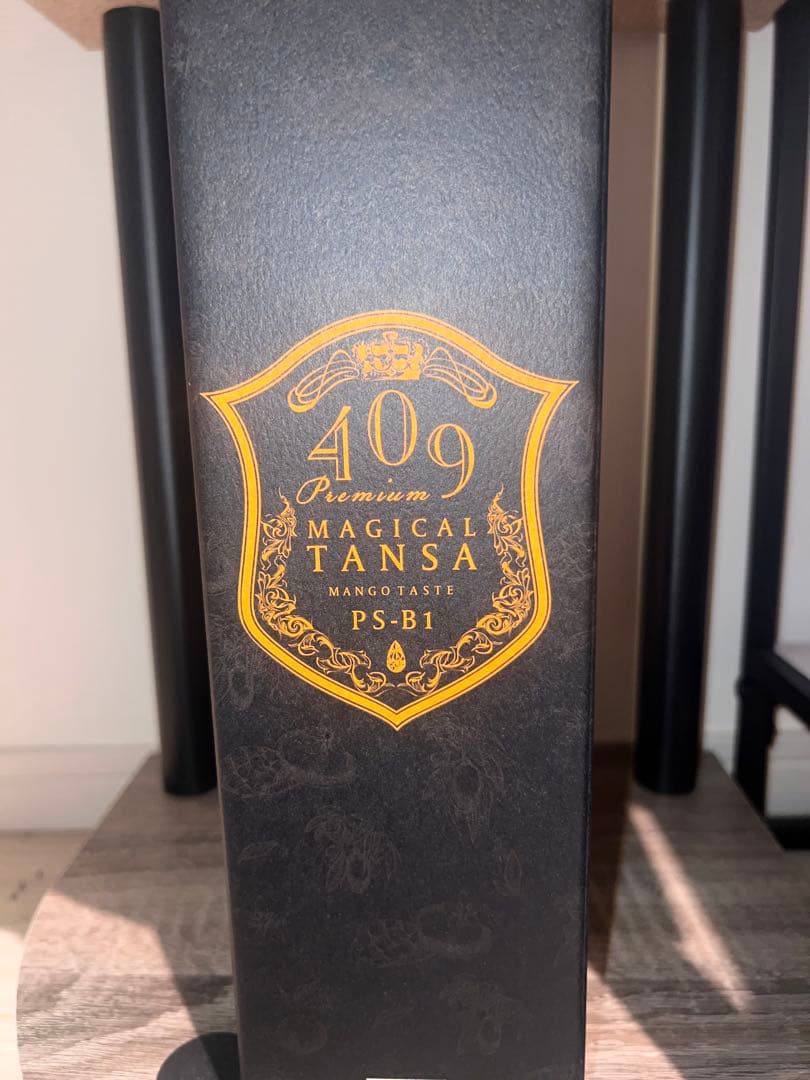 409
Premium
MAGICAL
TANSA
MANGO TASTE
PS-B1